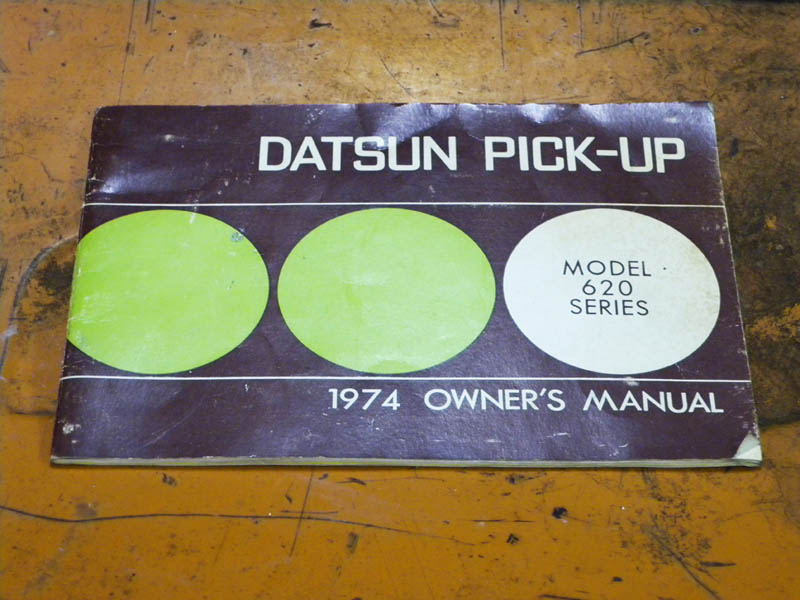 DATSUN PICK-UP
MODEL
620
SERIES
1974 OWNER'S MANUAL